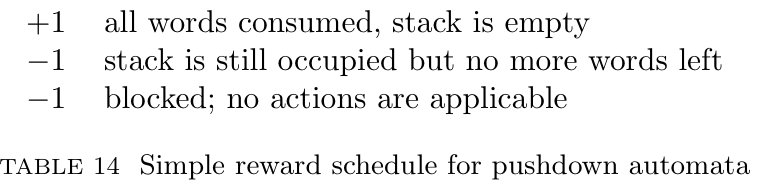 +1 all words consumed, stack is empty
−1 stack is still occupied but no more words left
−1 blocked; no actions are applicable
TABLE 14 Simple reward schedule for pushdown automata